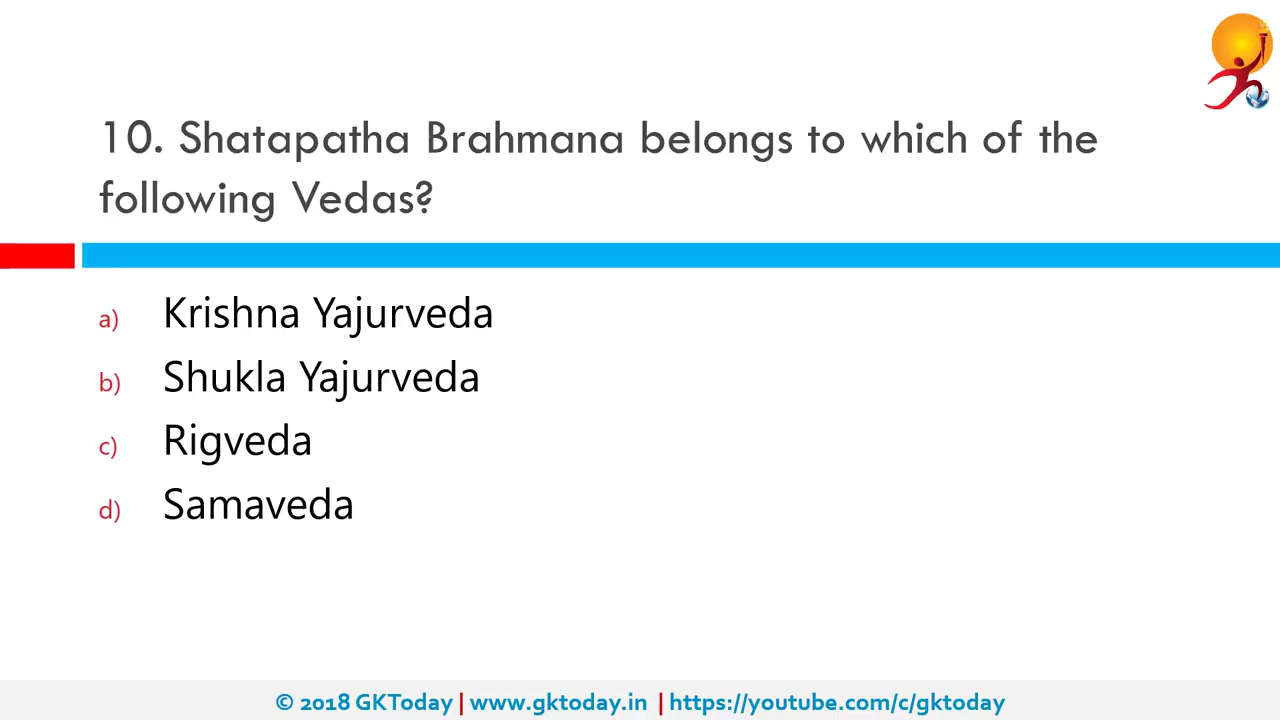 10. Shatapatha Brahmana belongs to which of the
following Vedas?
a) Krishna Yajurveda
b) Shukla Yajurveda
c) Rigveda
d) Samaveda
© 2018 GKToday | www.gktoday.in | https://youtube.com/c/gktoday